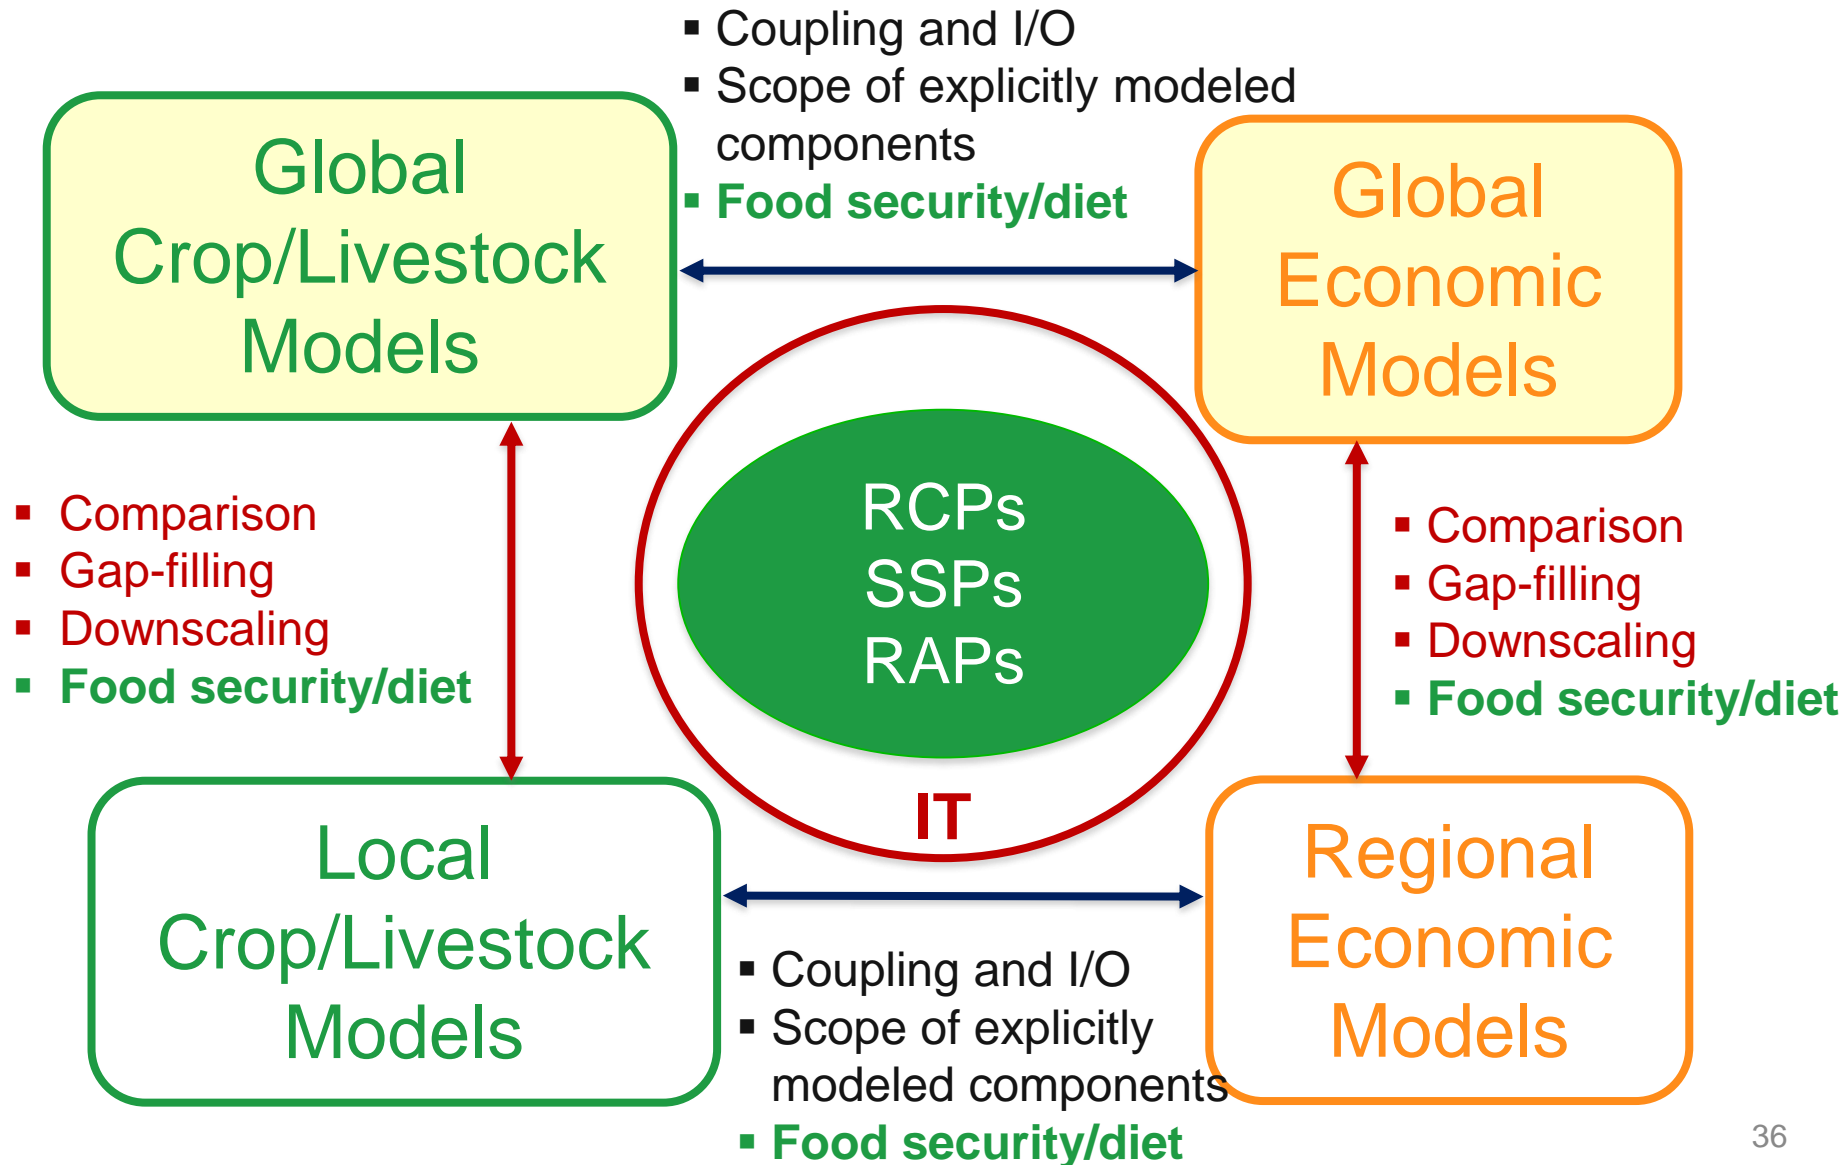 ▪ Coupling and I/O
▪ Scope of explicitly modeled
components
▪ Food security/diet
Global
Crop/Livestock
Models
Global
Economic
Models
▪ Comparison
▪ Gap-filling
▪ Downscaling
▪ Food security/diet
RCPs
SSPs
RAPs
IT
▪ Comparison
▪ Gap-filling
▪ Downscaling
▪ Food security/diet
Local
Crop/Livestock
Models
▪ Coupling and I/O
▪ Scope of explicitly
modeled components
▪ Food security/diet
Regional
Economic
Models
36